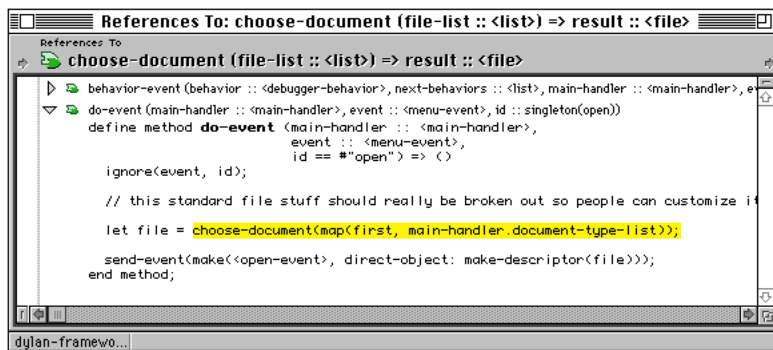 References To: choose-document (file-list :: <list>) => result :: <file>
References To
choose-document (file-list :: <list>) => result :: <file>
behavior-event (behavior :: <debugger-behavior>, next-behaviors :: <list>, main-handler :: <main-handler>, ev
do-event (main-handler :: <main-handler>, event :: <menu-event>, id :: singleton(open))
define method do-event (main-handler :: <main-handler>,
event :: <menu-event>,
id == #"open") => ()
ignore(event, id);
// this standard file stuff should really be broken out so people can customize it
let file = choose-document(map(first, main-handler.document-type-list));
send-event(make(<open-event>, direct-object: make-descriptor(file)));
end method;
dylan-framewo...